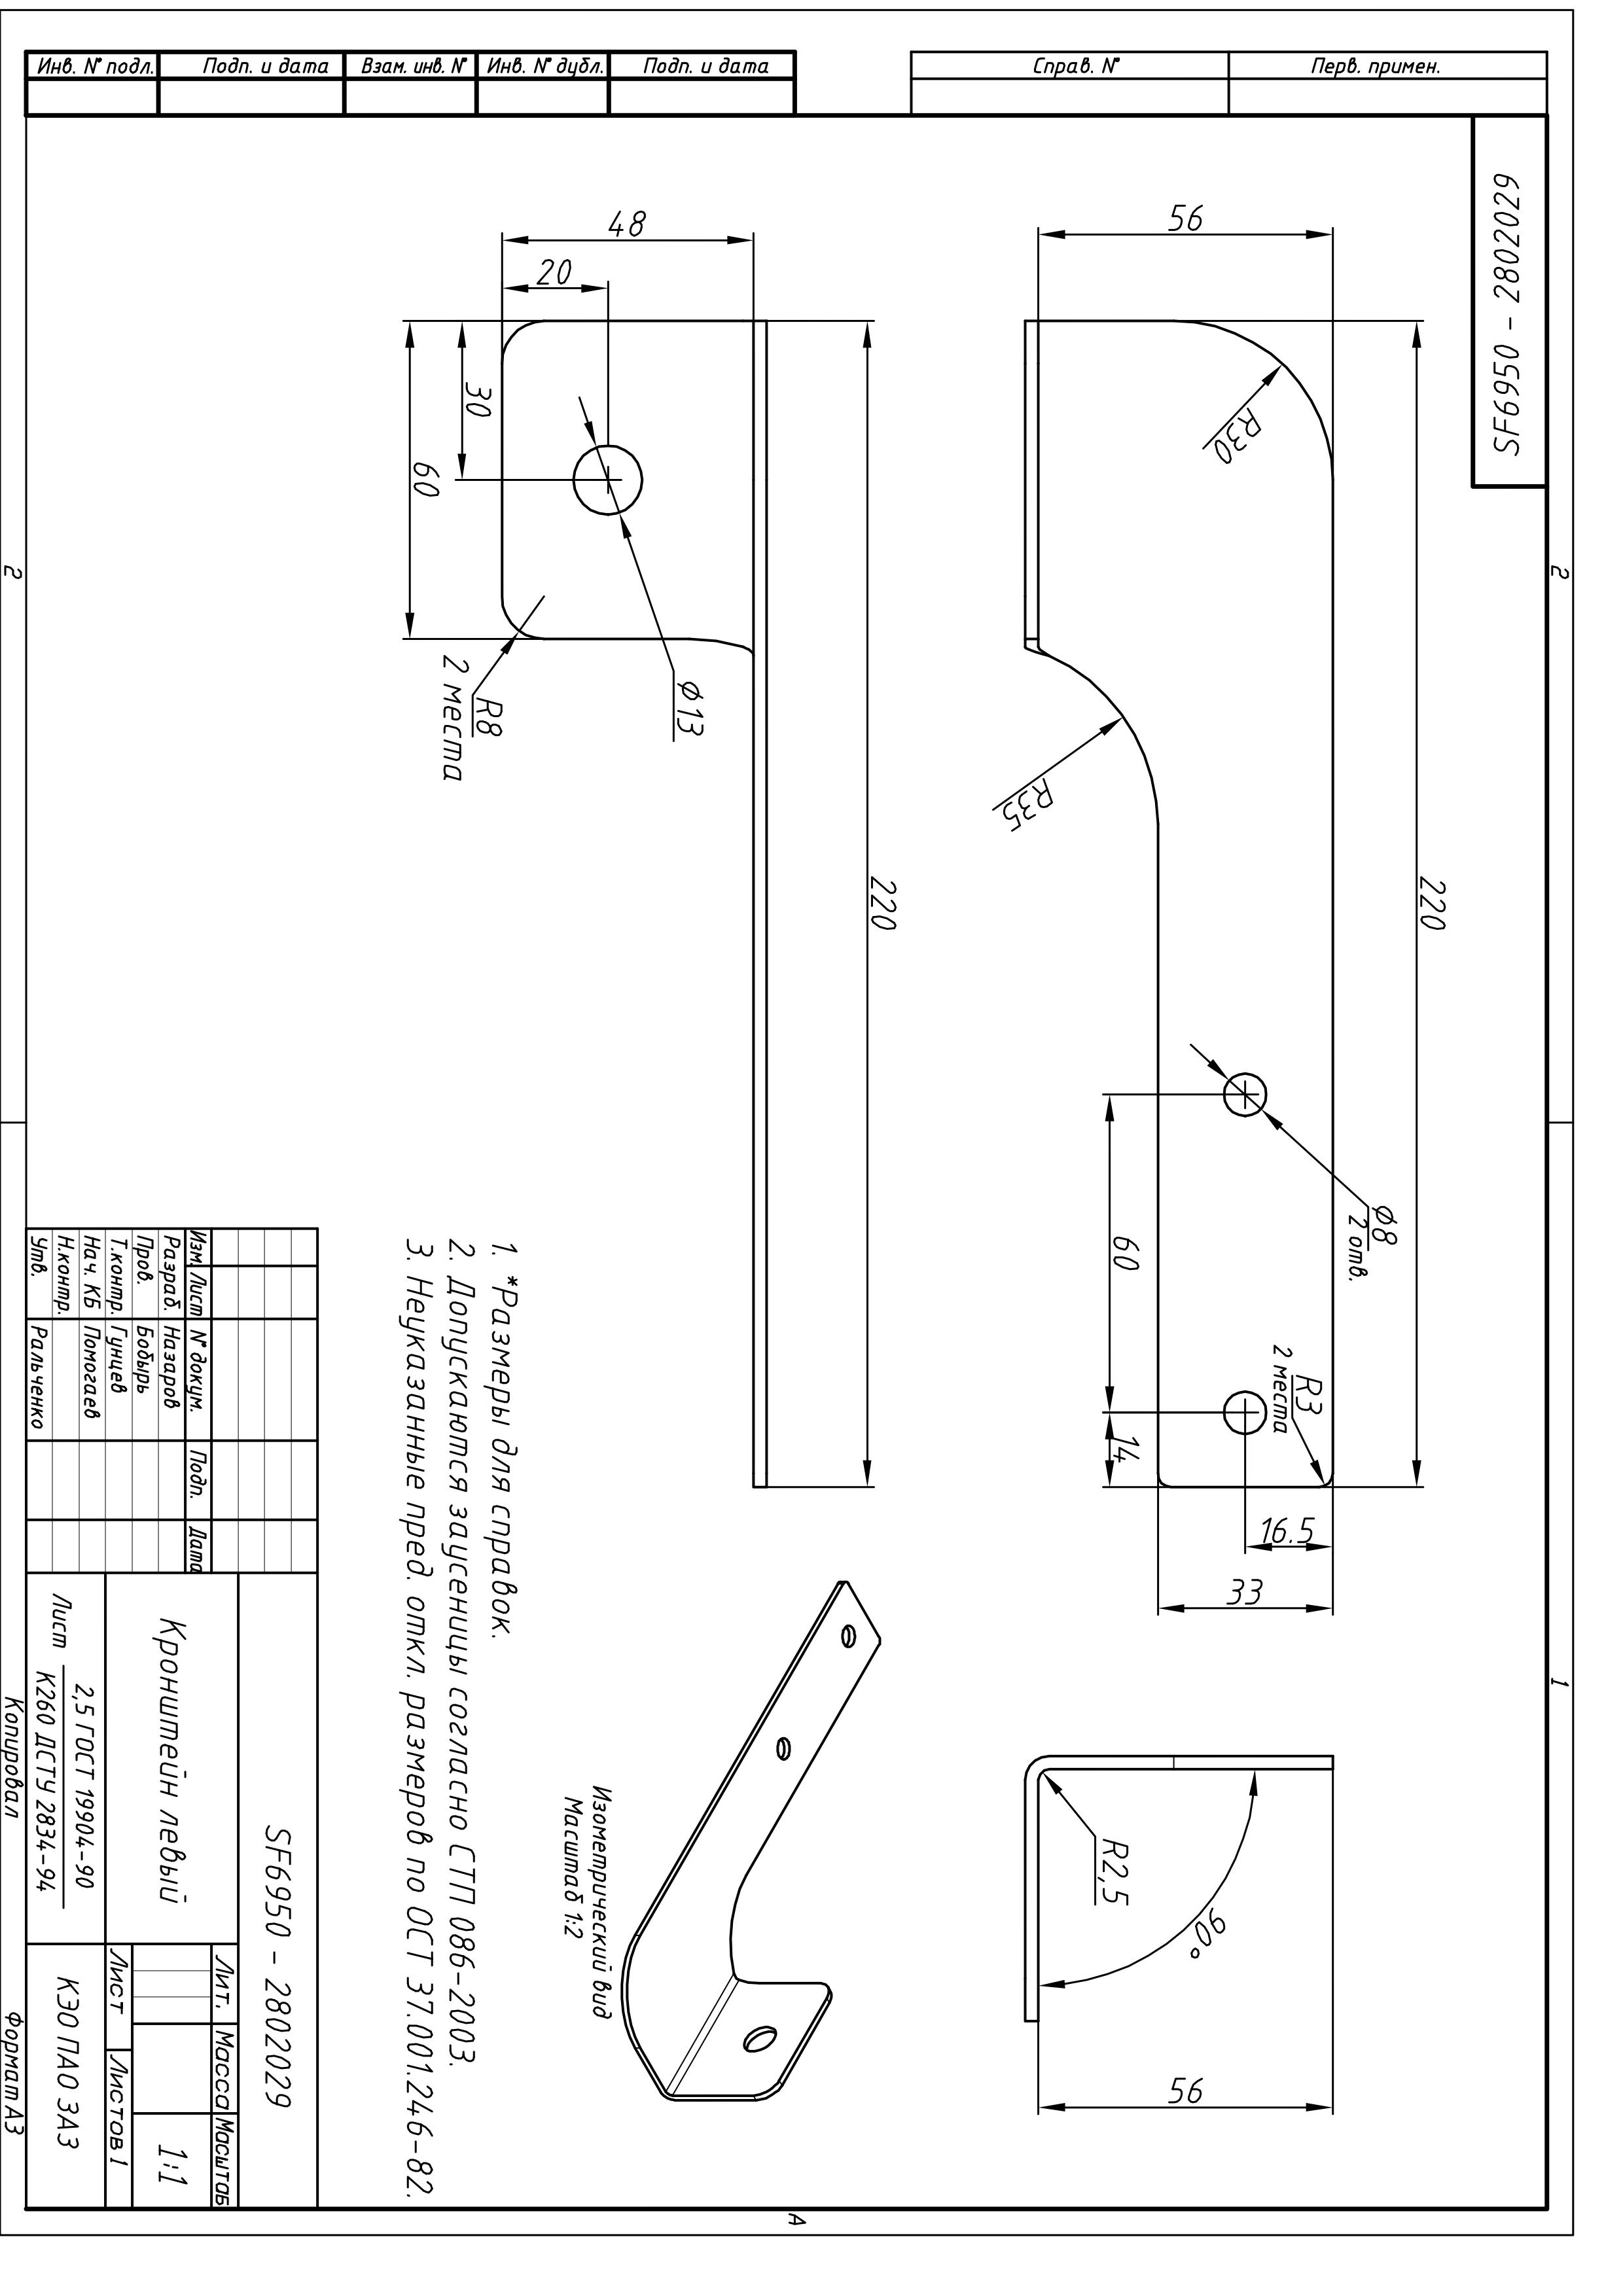 SF6950 - 2802029
Перв. примен.
Справ. №
Подп. и дата
Инв. № дубл.
Взам. инв. №
Подп. и дата
Инв. № подл.
2
1
2
А
220
56
R30
R35
ø8
2 отв.
60
14
R3
2 места
16.5
33
R2,5
90°
56
220
48
20
30
60
ø13
R8
2 места
Изометрический вид
Масштаб 1:2
1. *Размеры для справок.
2. Допускаются заусеницы согласно СТП 086-2003.
3. Неуказанные пред. откл. размеров по ОСТ 37.001.246-82.
SF6950 - 2802029
Изм. Лист № докум. Подп. Дата
Разраб. Назаров
Пров. Бобырь
Т.контр. Гунцев
Нач. КБ Помогаев
Н.контр.
Утв. Ральченко
Кронштейн левый
Лит. Масса Масштаб
1:1
Лист Листов 1
Лист 2,5 ГОСТ 19904-90
К260 ДСТУ 2834-94
КЭО ПАО ЗАЗ
Копировал Формат А3